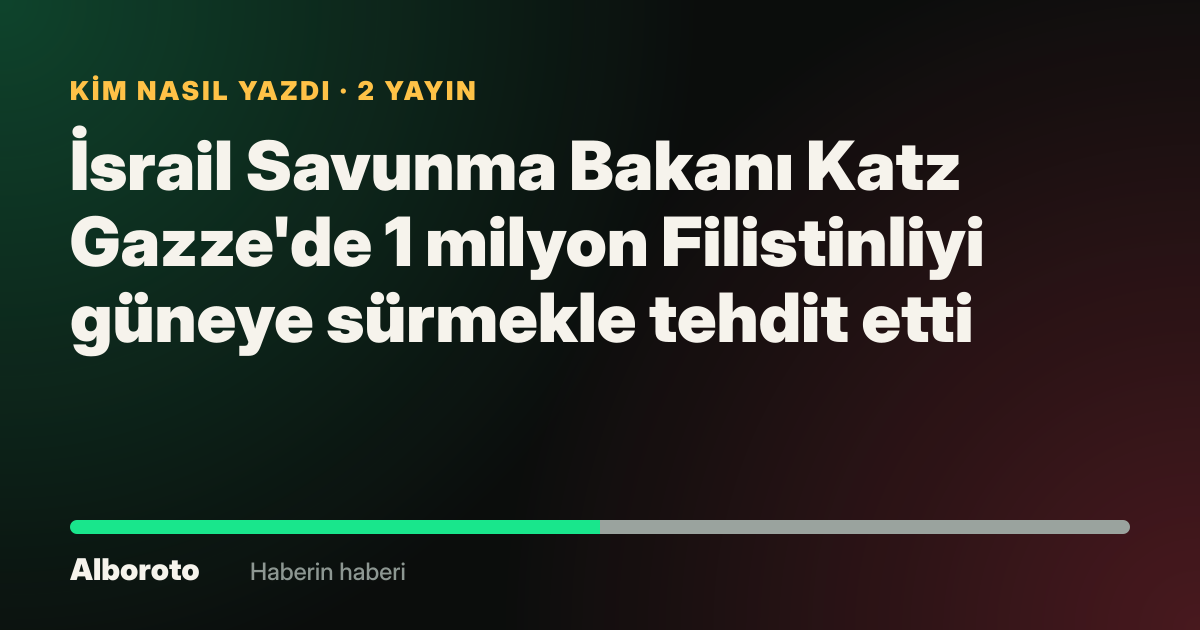 KİM NASIL YAZDI · 2 YAYIN
İsrail Savunma Bakanı Katz
Gazze'de 1 milyon Filistinliyi
güneye sürmekle tehdit etti
Alboroto
Haberin haberi